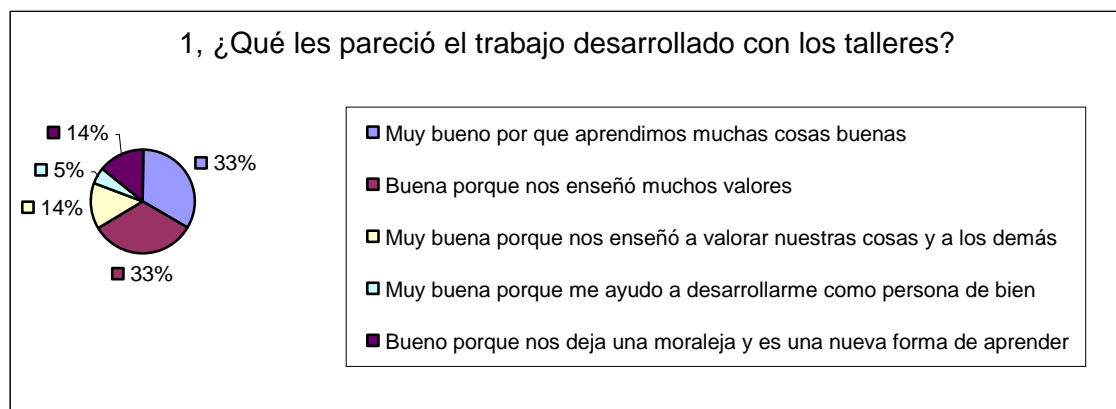 1, ¿Qué les pareció el trabajo desarrollado con los talleres?
14%
5%
14%
33%
33%
Muy bueno por que aprendimos muchas cosas buenas
Buena porque nos enseñó muchos valores
Muy buena porque nos enseñó a valorar nuestras cosas y a los demás
Muy buena porque me ayudo a desarrollarme como persona de bien
Bueno porque nos deja una moraleja y es una nueva forma de aprender